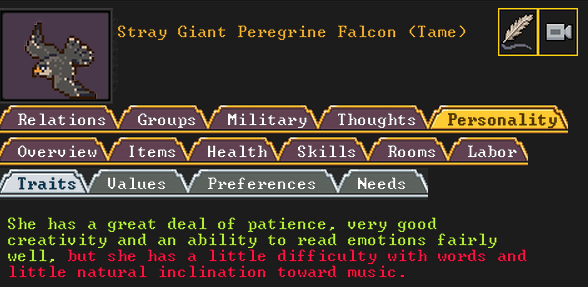 Stray Giant Peregrine Falcon (Tame)
Relations Groups Military Thoughts Personality
Overview Items Health Skills Rooms Labor
Traits Values Preferences Needs
She has a great deal of patience, very good
creativity and an ability to read emotions fairly
well, but she has a little difficulty with words and
little natural inclination toward music.